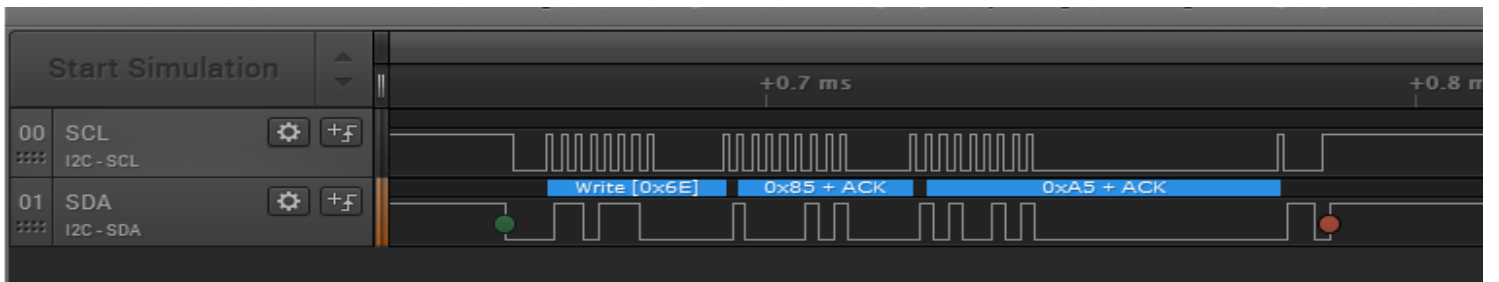 Start Simulation
+0.7 ms
+0.8 m
00 SCL
I2C - SCL
Write [0x6E]
0x85 + ACK
0xA5 + ACK
01 SDA
I2C - SDA